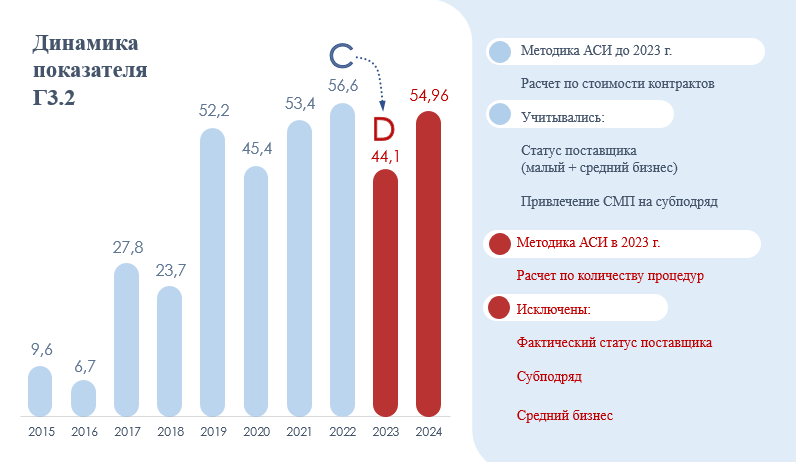 Динамика
показателя
Г3.2
9,6
6,7
27,8
23,7
52,2
45,4
53,4
56,6
44,1
54,96
C
D
2015
2016
2017
2018
2019
2020
2021
2022
2023
2024
Методика АСИ до 2023 г.
Расчет по стоимости контрактов
Учитывались:
Статус поставщика
(малый + средний бизнес)
Привлечение СМП на субподряд
Методика АСИ в 2023 г.
Расчет по количеству процедур
Исключены:
Фактический статус поставщика
Субподряд
Средний бизнес